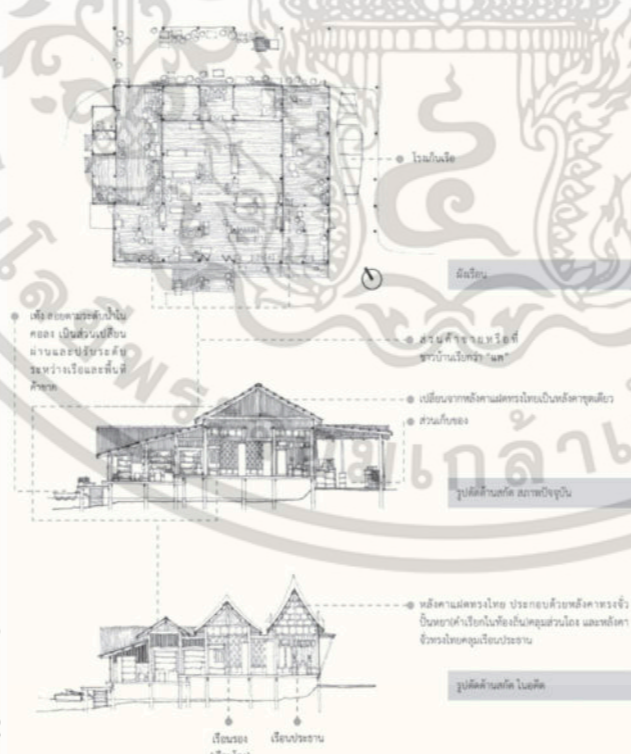 โรงเก็บเรือ
ผังเรือน
เท้ง ลอยตามระดับน้ำใน
คลอง เป็นส่วนเปลี่ยน
ผ่านและปรับระดับ
ระหว่างเรือและพื้นที่
ค้าขาย
ส่วนค้าขายหรือที่
ชาวบ้านเรียกว่า "แพ"
เปลี่ยนจากหลังคาแฝดทรงไทยเป็นหลังคาชุดเดียว
ส่วนเก็บของ
รูปตัดด้านสกัด สภาพปัจจุบัน
หลังคาแฝดทรงไทย ประกอบด้วยหลังคาทรงจั่ว
ปั้นหยา(คำเรียกในท้องถิ่น)คลุมส่วนโถง และหลังคา
จั่วทรงไทยคลุมเรือนประธาน
รูปตัดด้านสกัด ในอดีต
เรือนรอง
เรือนประธาน